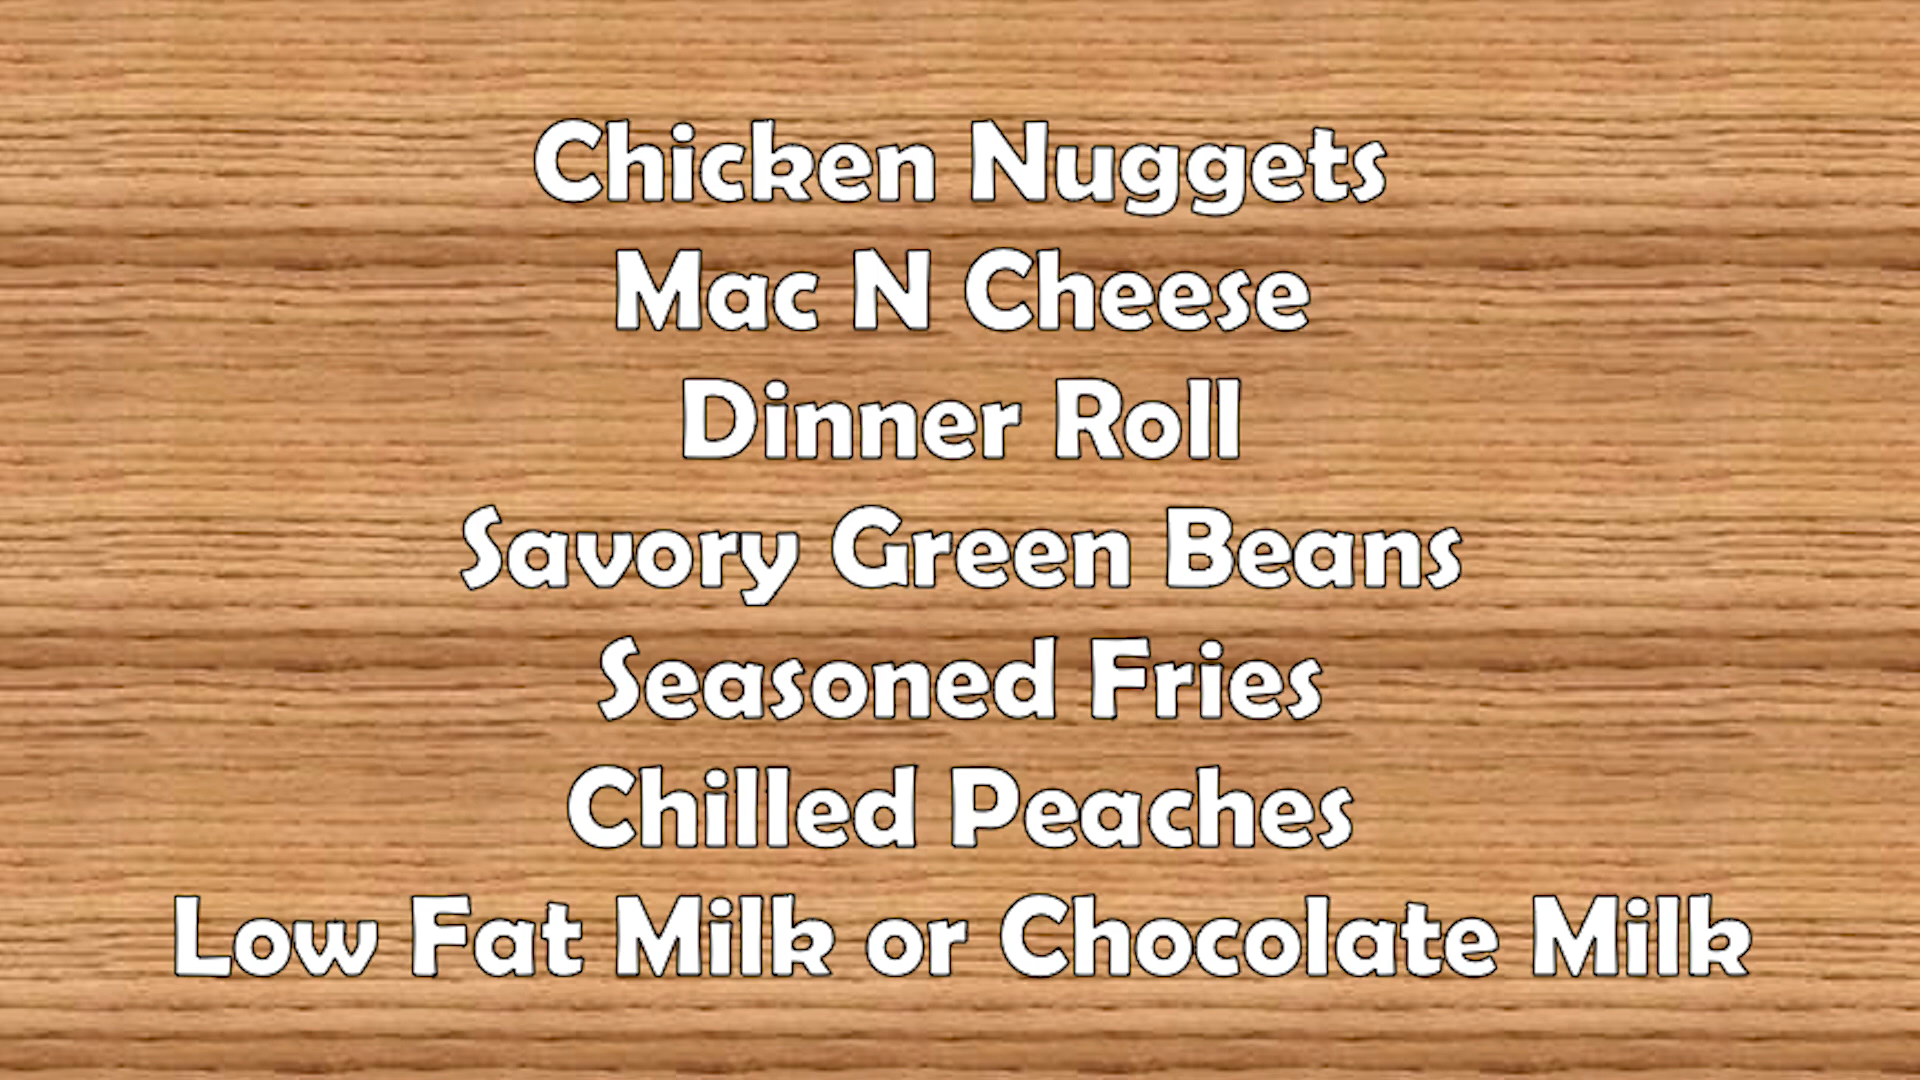 Chicken Nuggets
Mac N Cheese
Dinner Roll
Savory Green Beans
Seasoned Fries
Chilled Peaches
Low Fat Milk or Chocolate Milk